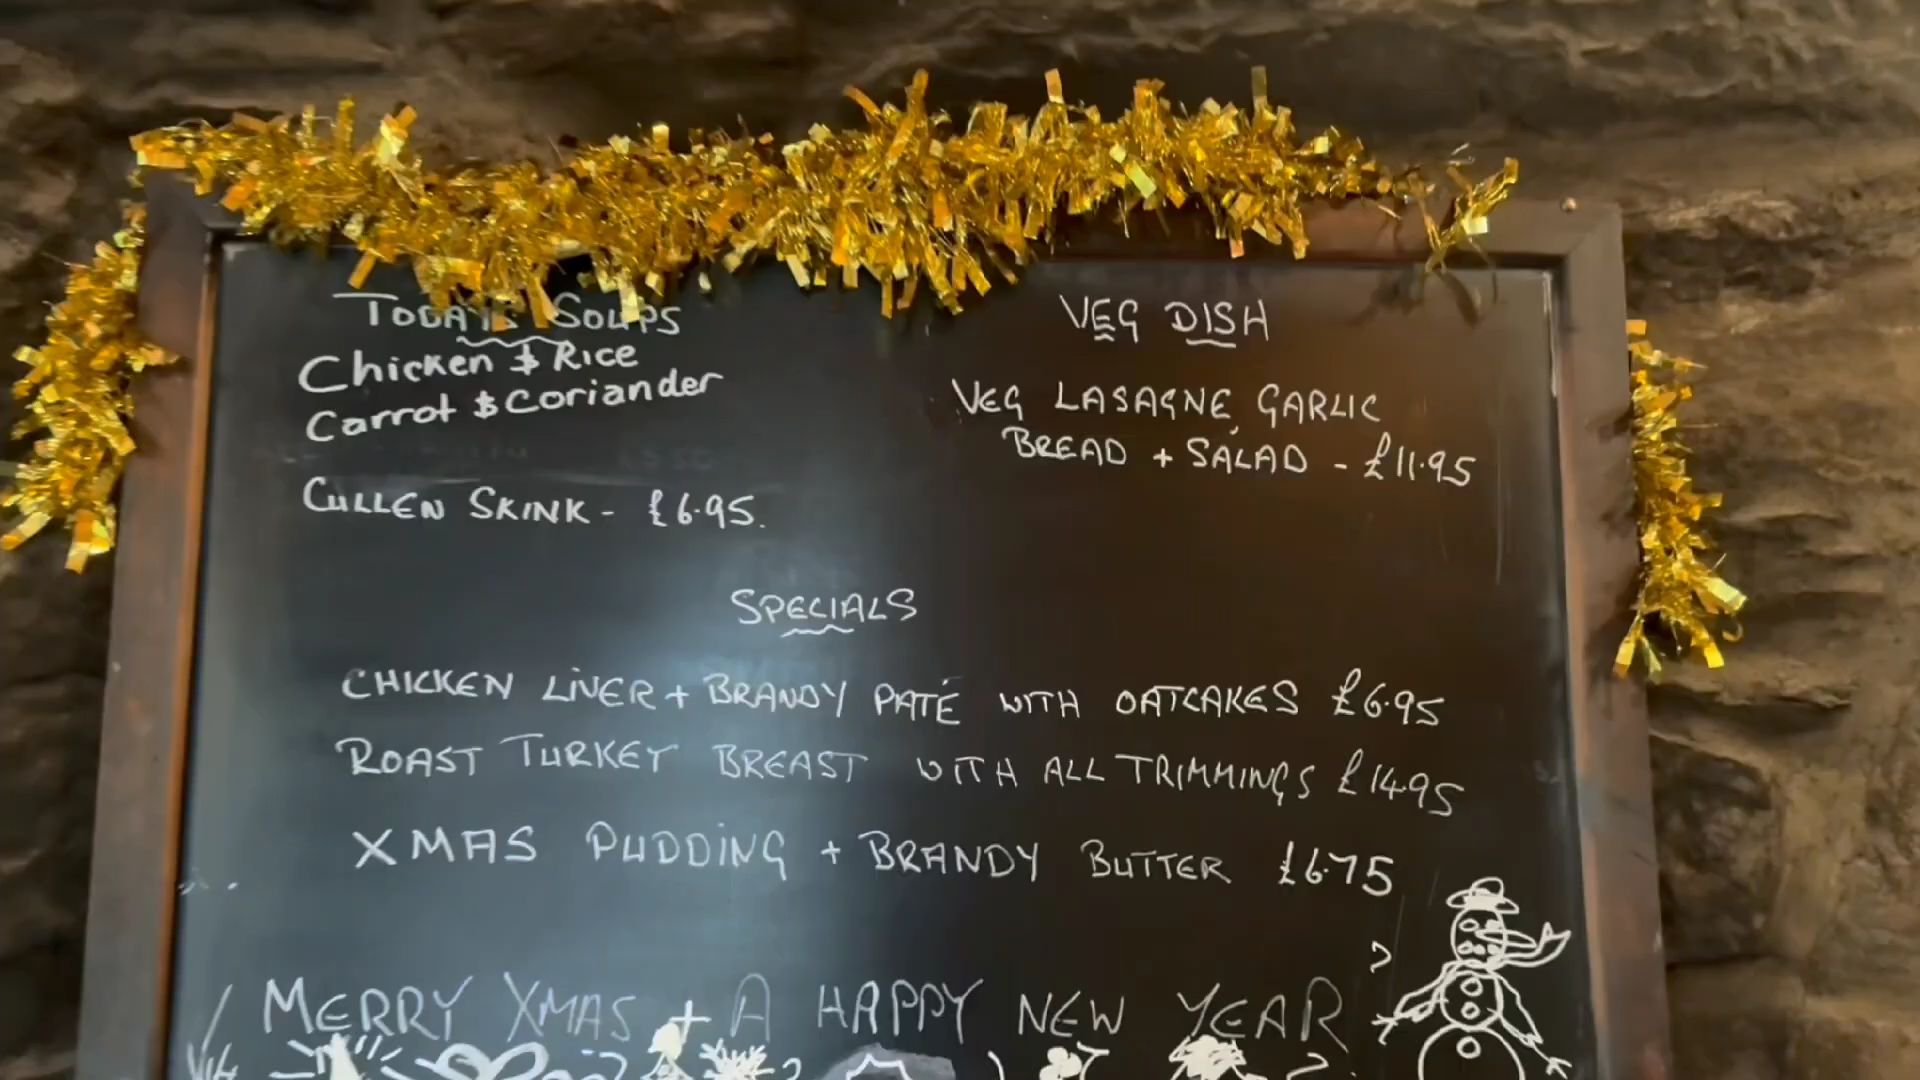 TODAY'S SOUPS
Chicken & Rice
Carrot & Coriander
CULLEN SKINK - £6.95.
VEG DISH
VEG LASAGNE, GARLIC
BREAD + SALAD - £11.95
SPECIALS
CHICKEN LIVER + BRANDY PATÉ WITH OATCAKES £6.95
ROAST TURKEY BREAST WITH ALL TRIMMINGS £14.95
XMAS PUDDING + BRANDY BUTTER £6.75
MERRY XMAS + A HAPPY NEW YEAR